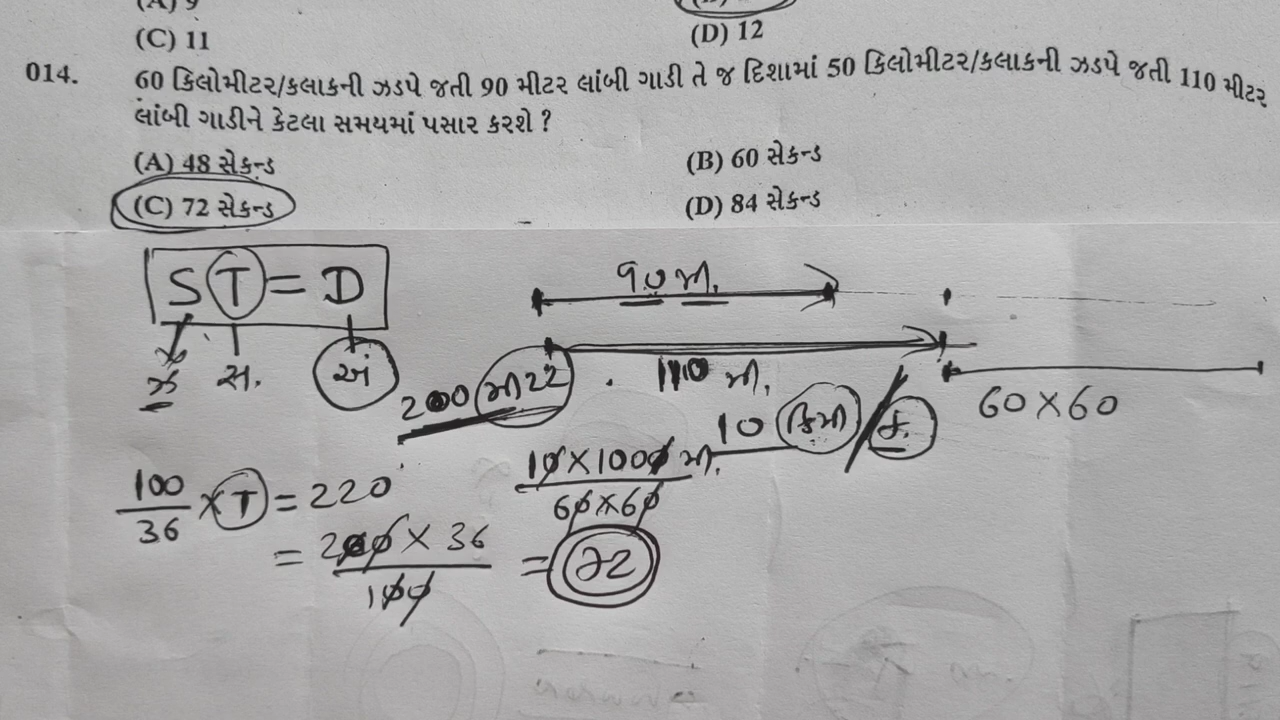 (A) 9
(C) 11
(D) 12
014. 60 કિલોમીટર/કલાકની ઝડપે જતી 90 મીટર લાંબી ગાડી તે જ દિશામાં 50 કિલોમીટર/કલાકની ઝડપે જતી 110 મીટર
લાંબી ગાડીને કેટલા સમયમાં પસાર કરશે ?
(A) 48 સેકન્ડ
(B) 60 સેકન્ડ
(C) 72 સેકન્ડ
(D) 84 સેકન્ડ
ST = D
ઝ સ. અં
90 મી.
110 મી.
200 મીટર
10 કિમી / ક.
60 × 60
10 × 1000 મી.
60 × 60
100/36 × T = 220
= 200 × 36
100
= 72